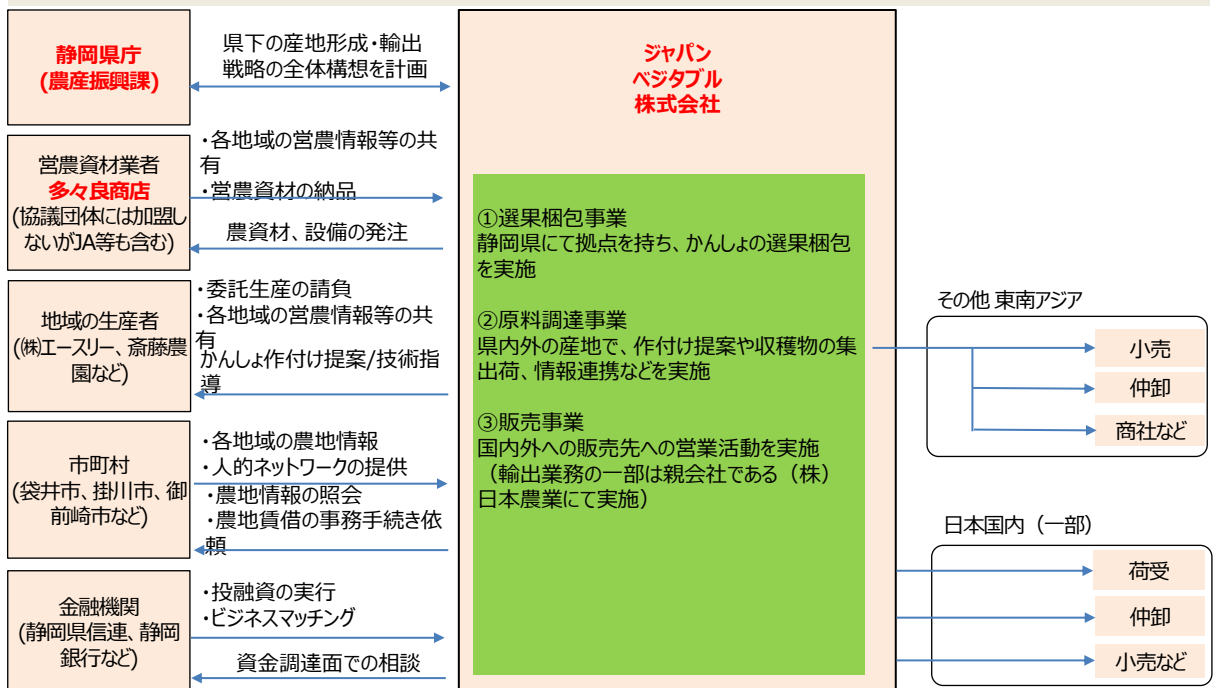 静岡県庁
(農産振興課)
県下の産地形成・輸出
戦略の全体構想を計画
ジャパン
ベジタブル
株式会社
営農資材業者
多々良商店
(協議団体には加盟し
ないがJA等も含む)
・各地域の営農情報等の共
有
・営農資材の納品
農資材、設備の発注
地域の生産者
(㈱エースリー、斎藤農
園など)
・委託生産の請負
・各地域の営農情報等の共
有
かんしょ作付け提案/技術指
導
市町村
(袋井市、掛川市、御
前崎市など)
・各地域の農地情報
・人的ネットワークの提供
・農地情報の照会
・農地賃借の事務手続き依
頼
金融機関
(静岡県信連、静岡
銀行など)
・投融資の実行
・ビジネスマッチング
資金調達面での相談
①選果梱包事業
静岡県にて拠点を持ち、かんしょの選果梱包
を実施
②原料調達事業
県内外の産地で、作付け提案や収穫物の集
出荷、情報連携などを実施
③販売事業
国内外への販売先への営業活動を実施
（輸出業務の一部は親会社である（株）
日本農業にて実施）
その他 東南アジア
小売
仲卸
商社など
日本国内（一部）
荷受
仲卸
小売など